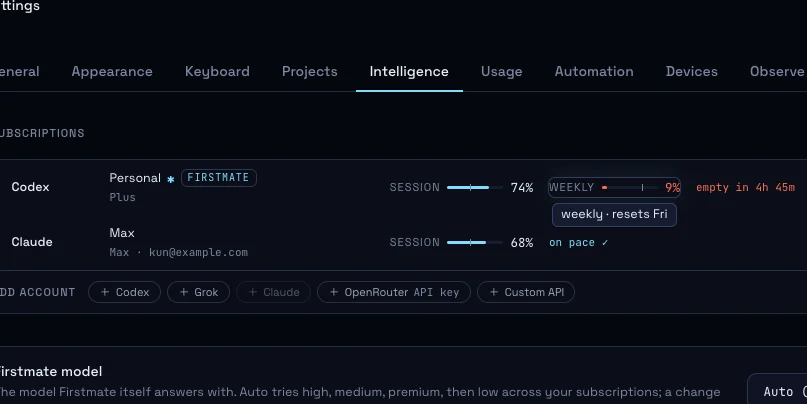 ttings
eneral Appearance Keyboard Projects Intelligence Usage Automation Devices Observe
UBSCRIPTIONS
Codex Personal * FIRSTMATE SESSION 74% WEEKLY 9% empty in 4h 45m
Plus
weekly · resets Fri
Claude Max SESSION 68% on pace ✓
Max · kun@example.com
DD ACCOUNT + Codex + Grok + Claude + OpenRouter API key + Custom API
irstmate model
he model Firstmate itself answers with. Auto tries high, medium, premium, then low across your subscriptions; a change
Auto (